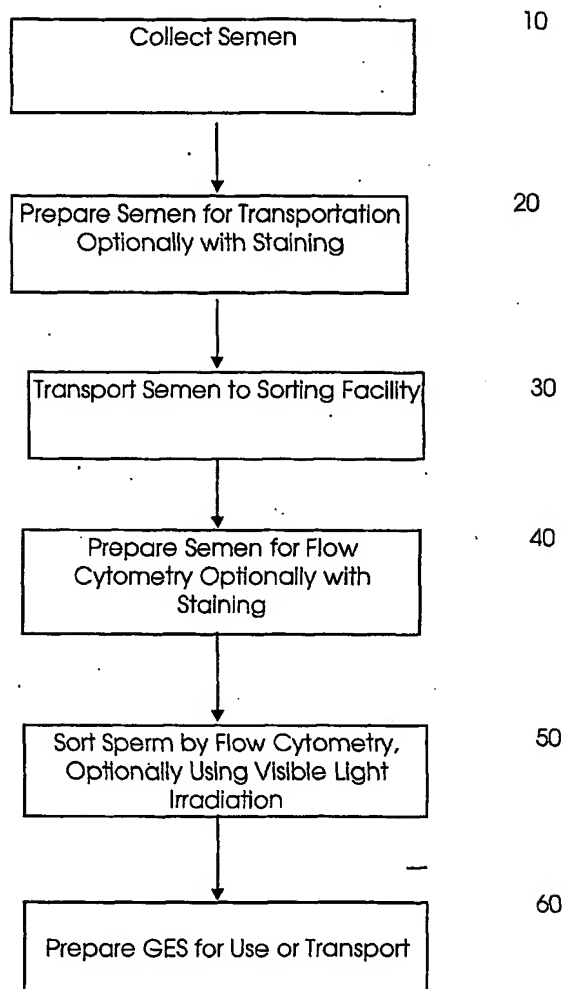 Collect Semen
10
Prepare Semen for Transportation
Optionally with Staining
20
Transport Semen to Sorting Facility
30
Prepare Semen for Flow
Cytometry Optionally with
Staining
40
Sort Sperm by Flow Cytometry,
Optionally Using Visible Light
Irradiation
50
Prepare GES for Use or Transport
60